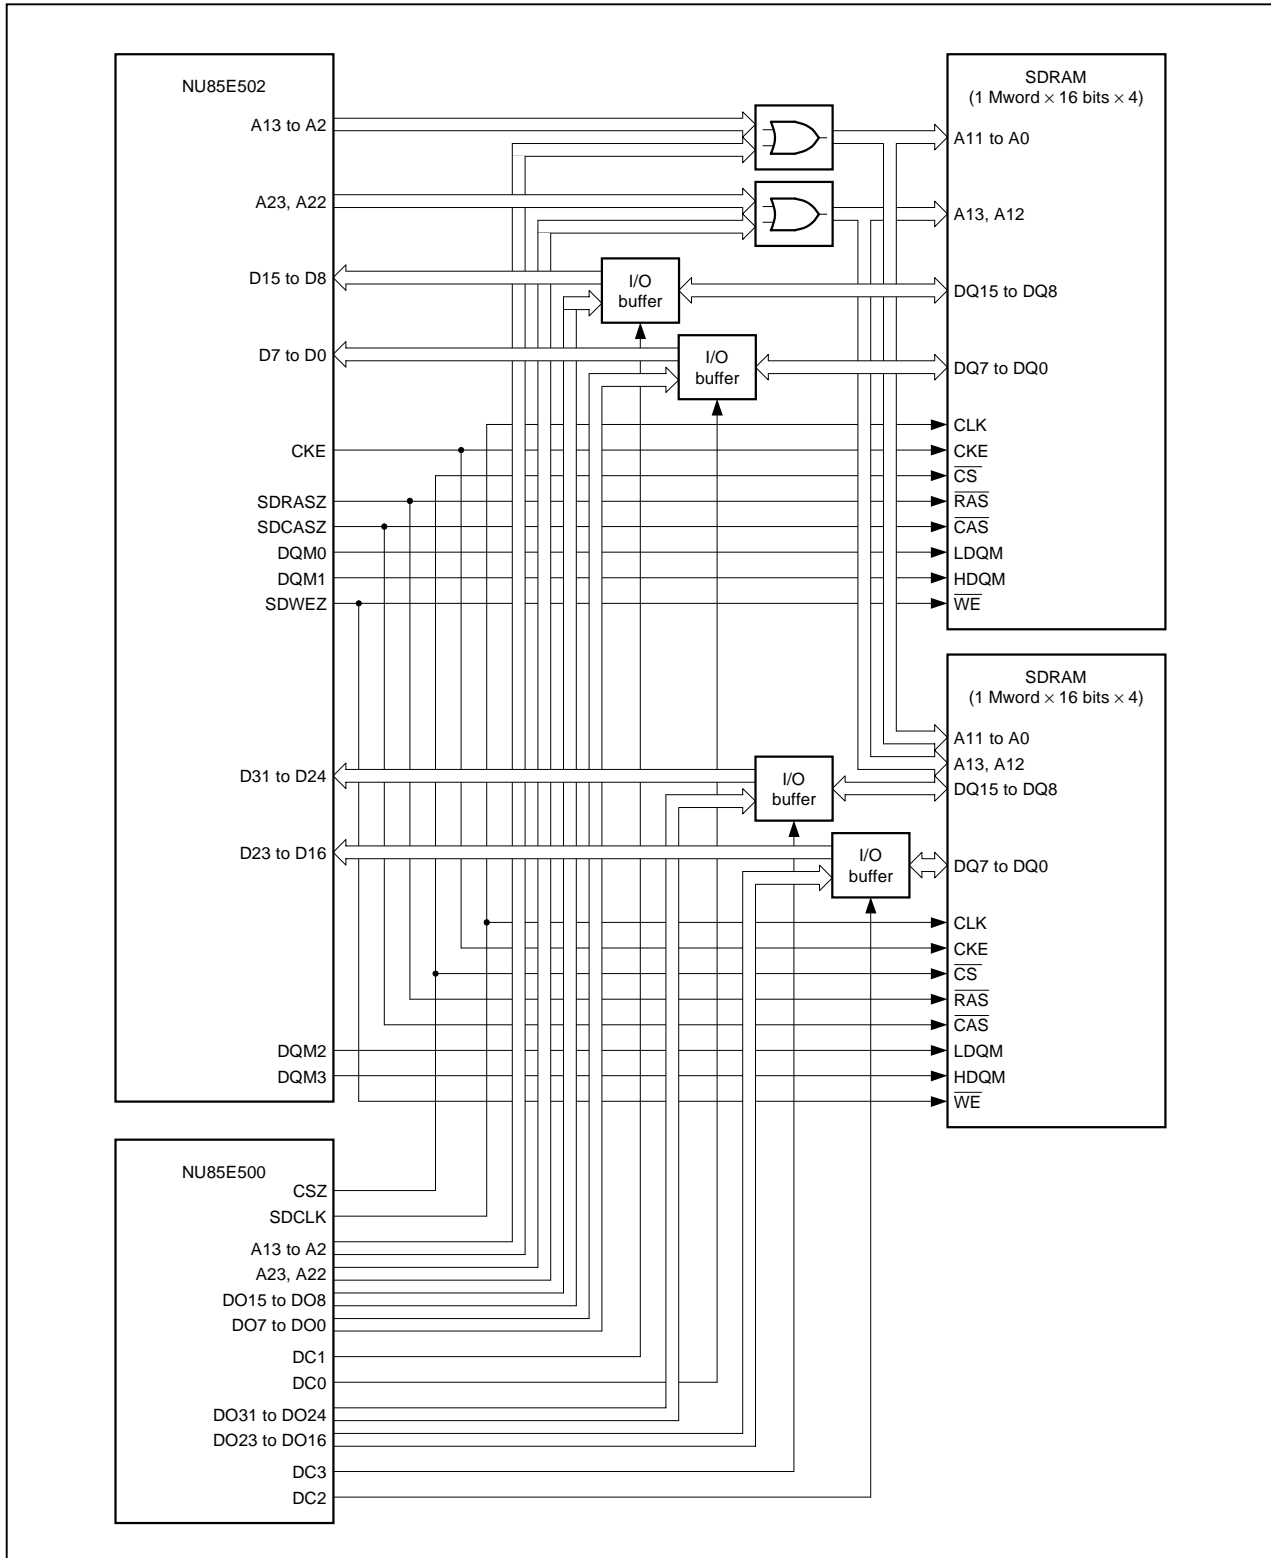 NU85E502
A13 to A2
A23, A22
D15 to D8
D7 to D0
CKE
SDRASZ
SDCASZ
DQM0
DQM1
SDWEZ
D31 to D24
D23 to D16
DQM2
DQM3
I/O
buffer
I/O
buffer
I/O
buffer
I/O
buffer
SDRAM
(1 Mword × 16 bits × 4)
A11 to A0
A13, A12
DQ15 to DQ8
DQ7 to DQ0
CLK
CKE
CS
RAS
CAS
LDQM
HDQM
WE
SDRAM
(1 Mword × 16 bits × 4)
A11 to A0
A13, A12
DQ15 to DQ8
DQ7 to DQ0
CLK
CKE
CS
RAS
CAS
LDQM
HDQM
WE
NU85E500
CSZ
SDCLK
A13 to A2
A23, A22
DO15 to DO8
DO7 to DO0
DC1
DC0
DO31 to DO24
DO23 to DO16
DC3
DC2